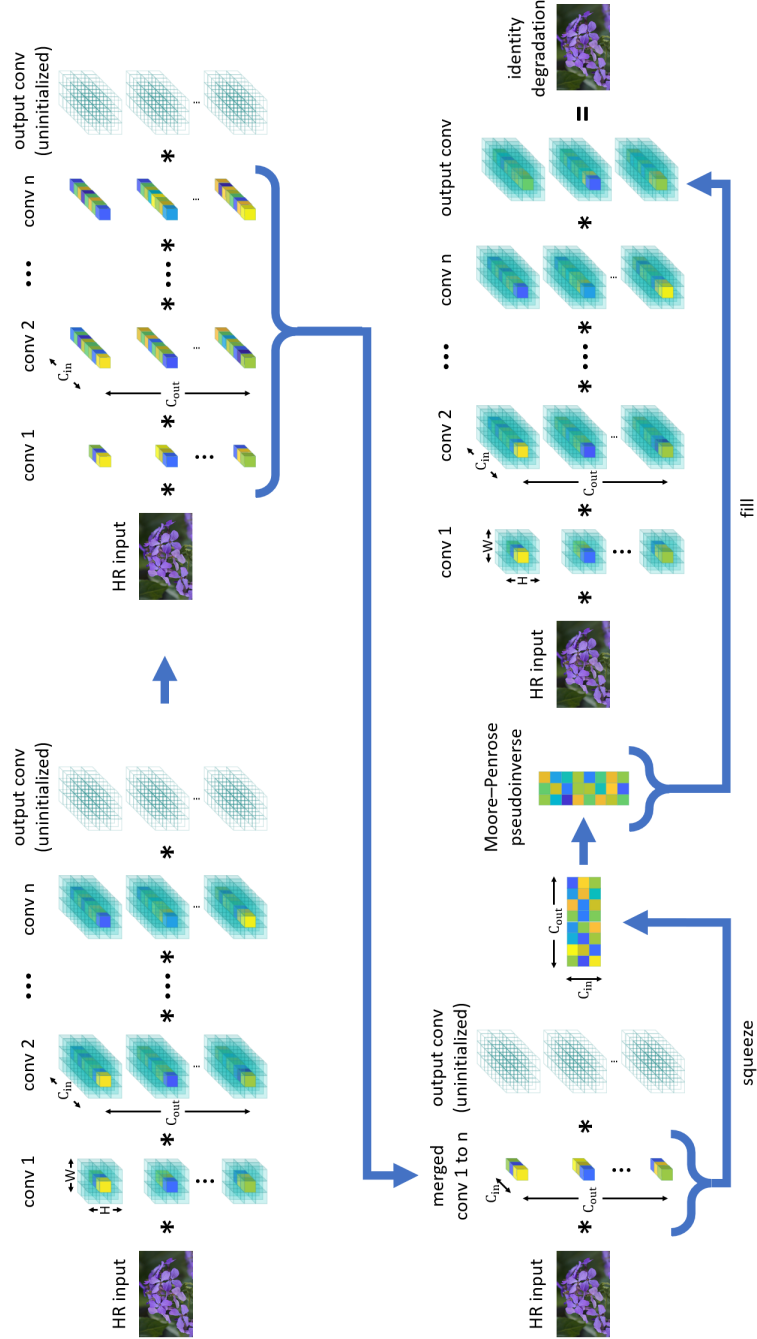 HR input
conv 1
W
H
conv 2
C_in
C_out
...
conv n
output conv
(uninitialized)
* * * ... * *
...
...
...
...
HR input
conv 1
conv 2
C_in
C_out
...
conv n
output conv
(uninitialized)
* * * ... * *
...
...
...
...
HR input
merged
conv 1 to n
C_in
C_out
output conv
(uninitialized)
* *
...
...
squeeze
C_out
C_in
Moore–Penrose
pseudoinverse
fill
HR input
conv 1
W
H
conv 2
C_in
C_out
...
conv n
output conv
* * * ... * * =
...
...
...
identity
degradation